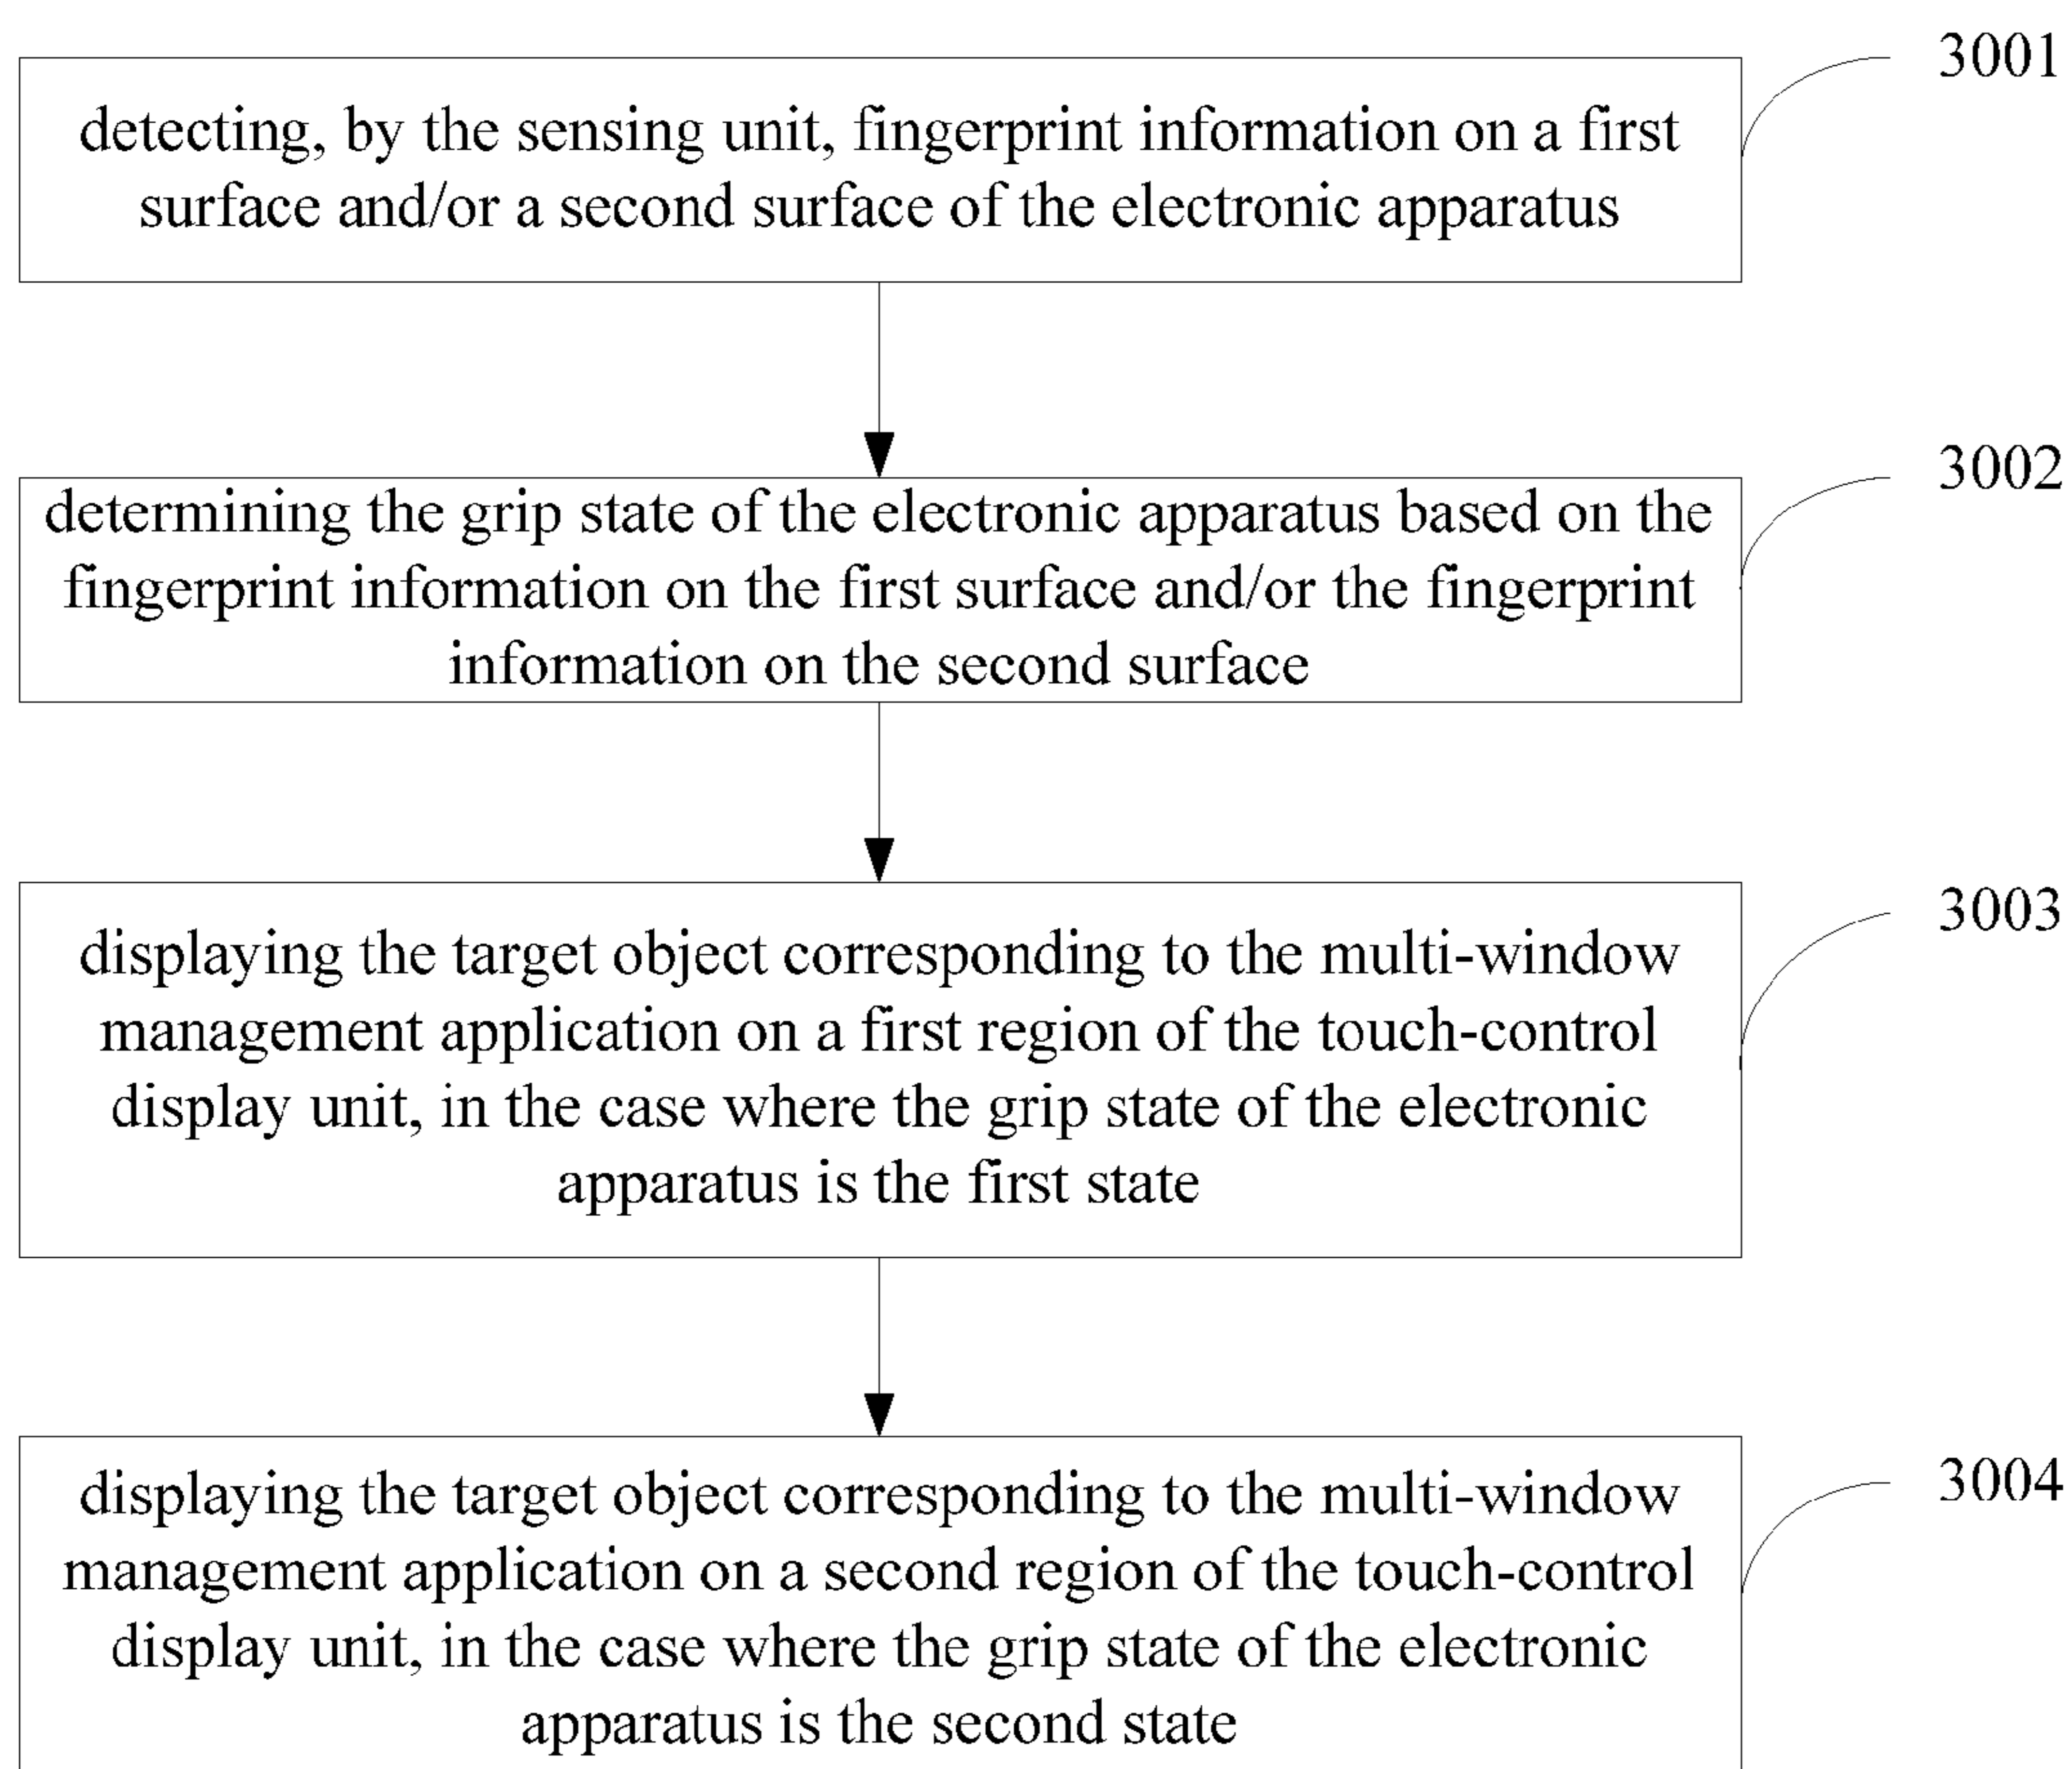 3001
detecting, by the sensing unit, fingerprint information on a first
surface and/or a second surface of the electronic apparatus
3002
determining the grip state of the electronic apparatus based on the
fingerprint information on the first surface and/or the fingerprint
information on the second surface
3003
displaying the target object corresponding to the multi-window
management application on a first region of the touch-control
display unit, in the case where the grip state of the electronic
apparatus is the first state
3004
displaying the target object corresponding to the multi-window
management application on a second region of the touch-control
display unit, in the case where the grip state of the electronic
apparatus is the second state